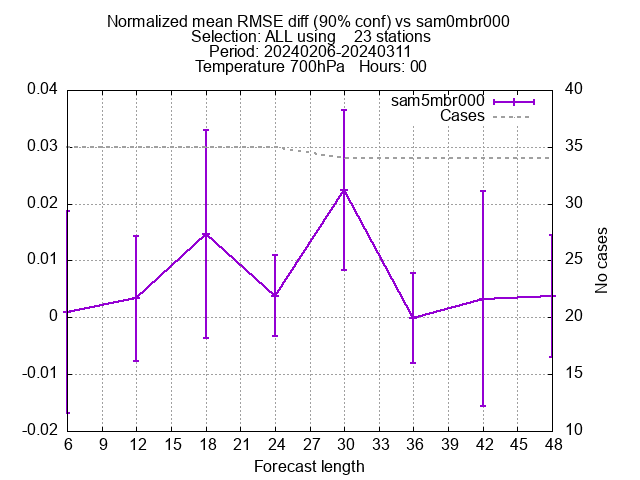 Normalized mean RMSE diff (90% conf) vs sam0mbr000
Selection: ALL using    23 stations
Period: 20240206-20240311
Temperature 700hPa   Hours: 00
0.04
0.03
0.02
0.01
0
-0.01
-0.02
sam5mbr000
Cases
40
35
30
25
20
15
10
No cases
6 9 12 15 18 21 24 27 30 33 36 39 42 45 48
Forecast length